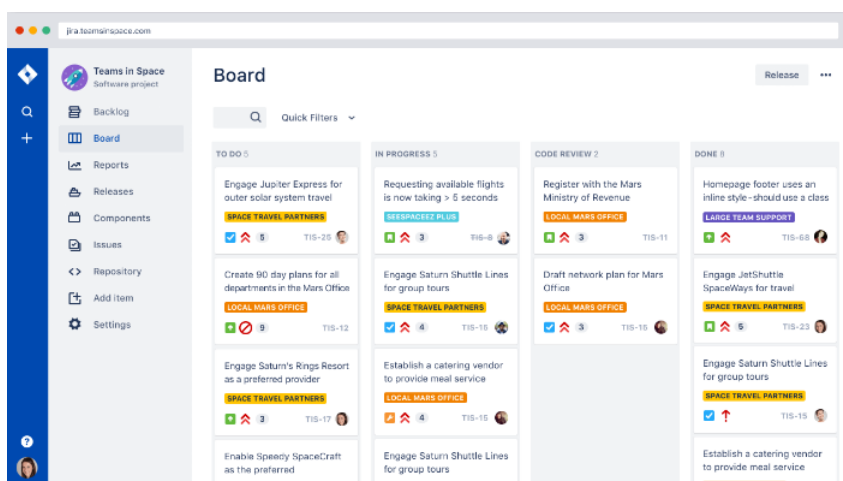 jira.teamsinspace.com
Teams in Space
Software project
Backlog
Board
Reports
Releases
Components
Issues
Repository
Add item
Settings
Board
Release
Quick Filters
TO DO 5
Engage Jupiter Express for
outer solar system travel
SPACE TRAVEL PARTNERS
5
TIS-25
Create 90 day plans for all
departments in the Mars Office
LOCAL MARS OFFICE
9
TIS-12
Engage Saturn's Rings Resort
as a preferred provider
SPACE TRAVEL PARTNERS
3
TIS-17
Enable Speedy SpaceCraft
as the preferred
IN PROGRESS 5
Requesting available flights
is now taking > 5 seconds
SEESPACEEZ PLUS
3
TIS-8
Engage Saturn Shuttle Lines
for group tours
SPACE TRAVEL PARTNERS
4
TIS-15
Establish a catering vendor
to provide meal service
LOCAL MARS OFFICE
4
TIS-15
Engage Saturn Shuttle Lines
for group tours
CODE REVIEW 2
Register with the Mars
Ministry of Revenue
LOCAL MARS OFFICE
3
TIS-11
Draft network plan for Mars
Office
LOCAL MARS OFFICE
3
TIS-15
DONE 8
Homepage footer uses an
inline style - should use a class
LARGE TEAM SUPPORT
TIS-68
Engage JetShuttle
SpaceWays for travel
SPACE TRAVEL PARTNERS
5
TIS-23
Engage Saturn Shuttle Lines
for group tours
SPACE TRAVEL PARTNERS
TIS-15
Establish a catering vendor
to provide meal service